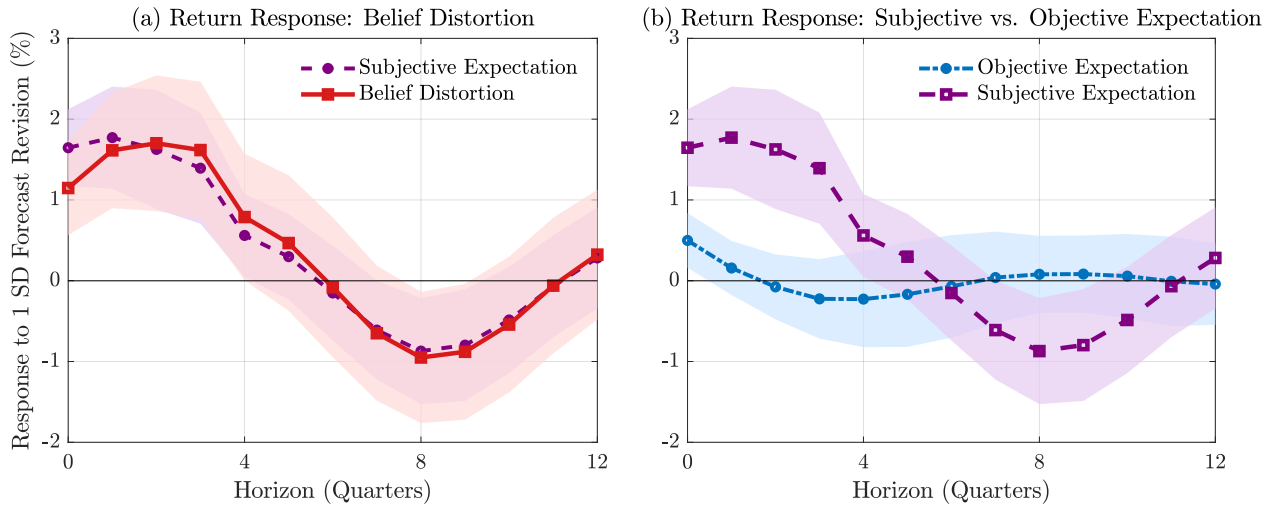 (a) Return Response: Belief Distortion
Response to 1 SD Forecast Revision (%)
3
2
1
0
-1
-2
Subjective Expectation
Belief Distortion
0
4
8
12
Horizon (Quarters)
(b) Return Response: Subjective vs. Objective Expectation
3
2
1
0
-1
-2
Objective Expectation
Subjective Expectation
0
4
8
12
Horizon (Quarters)